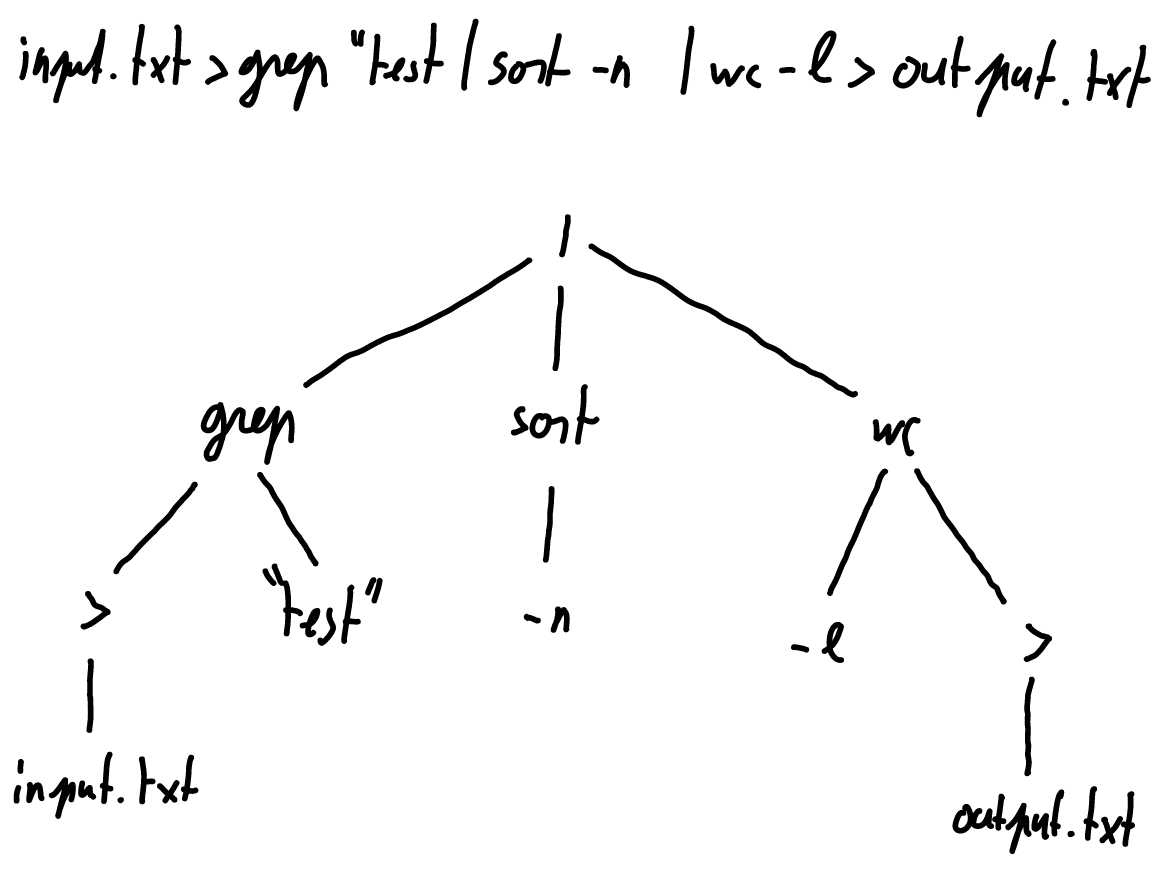 input.txt > grep "test | sort -n | wc -l > output.txt
|
grep sort wc
> "test" -n -l >
input.txt output.txt